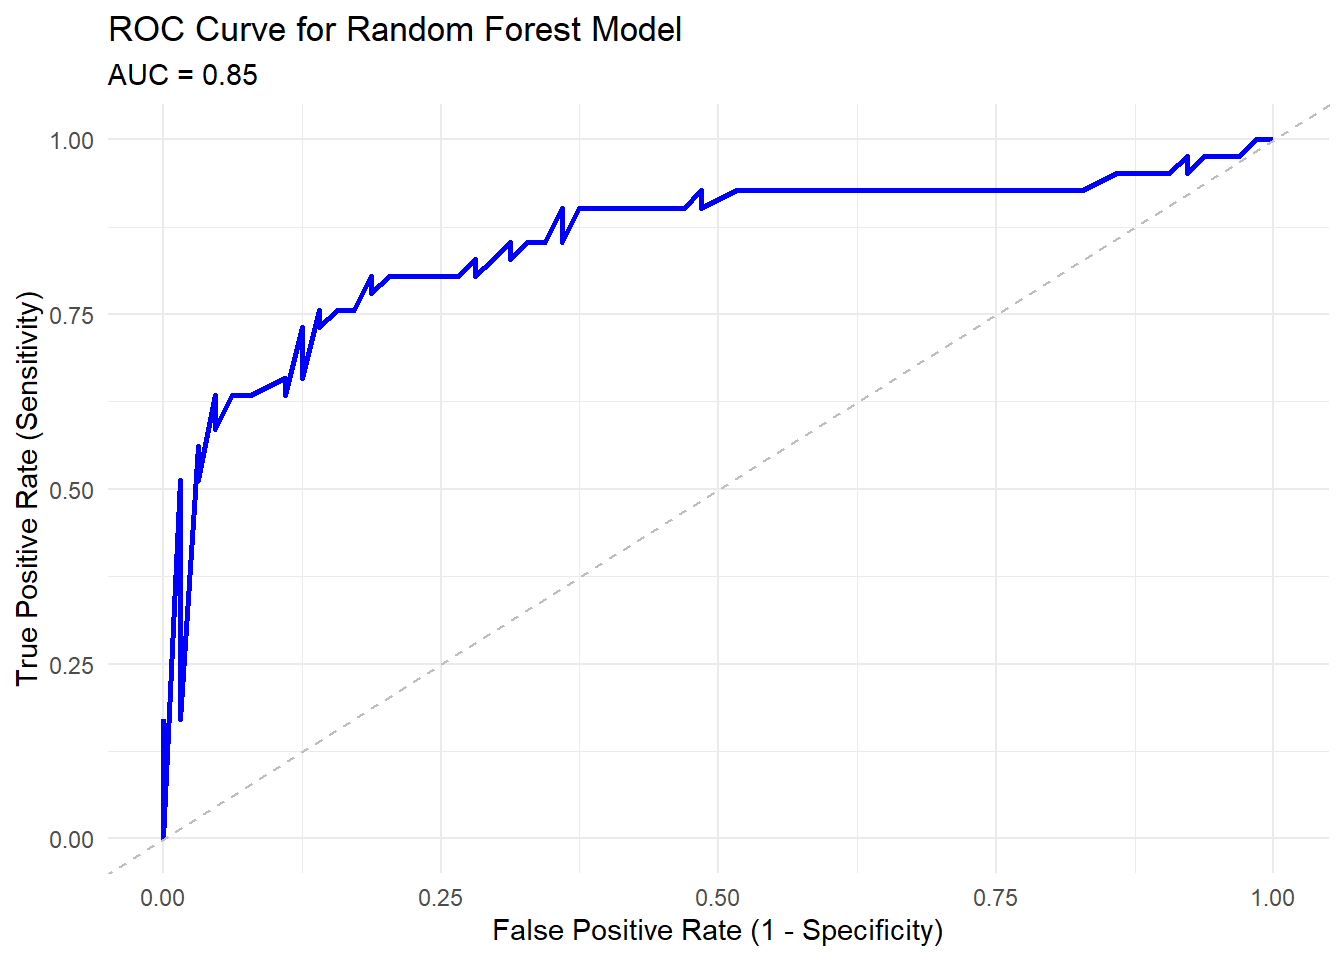 ROC Curve for Random Forest Model
AUC = 0.85
True Positive Rate (Sensitivity)
1.00
0.75
0.50
0.25
0.00
0.00
0.25
0.50
0.75
1.00
False Positive Rate (1 - Specificity)